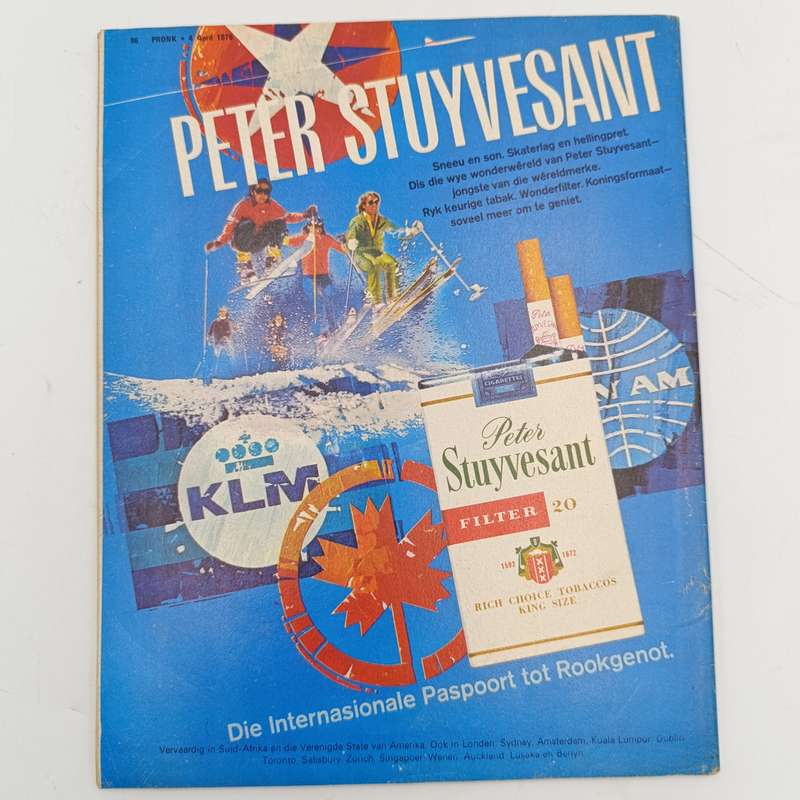 96 PRONK • 4 April 1975
PETER STUYVESANT
Sneeu en son. Skaterlag en hellingpret.
Dis die wye wonderwêreld van Peter Stuyvesant—
jongste van die wêreldmerke.
Ryk keurige tabak. Wonderfilter. Koningsformaat—
soveel meer om te geniet.
Peter
AM
CIGARETTES
Peter
Stuyvesant
FILTER 20
KLM
1592 XXX 1672
RICH CHOICE TOBACCOS
KING SIZE
Die Internasionale Paspoort tot Rookgenot.
Vervaardig in Suid-Afrika en die Verenigde State van Amerika. Ook in Londen, Sydney, Amsterdam, Kuala Lumpur, Dublin,
Toronto, Salisbury, Zürich, Singapoer, Wenen, Auckland, Lusaka en Berlyn.